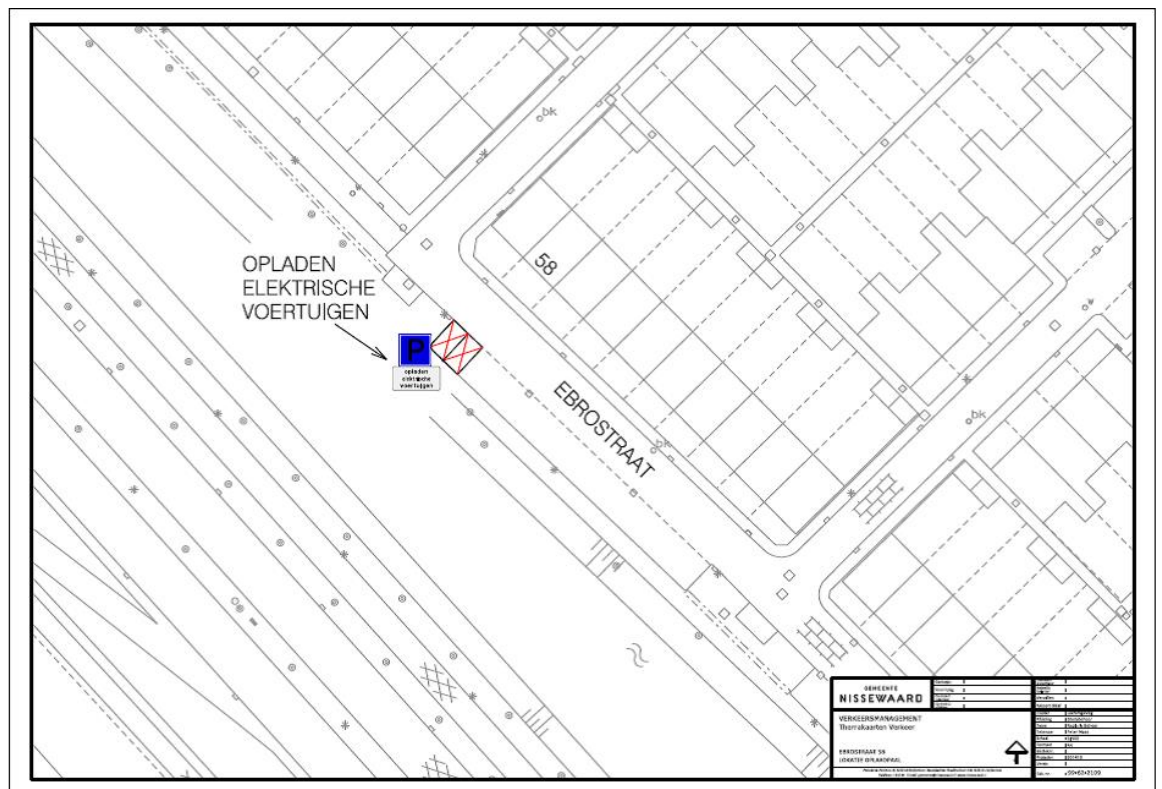 bk
58
OPLADEN
ELEKTRISCHE
VOERTUIGEN
P
opladen
elektrische
voertuigen
EBROSTRAAT
bk
bk
GEMEENTE
NISSEWAARD
VERKEERSMANAGEMENT
Themakaarten Verkeer
EBROSTRAAT 56
LOKATIE OPLAADPAAL